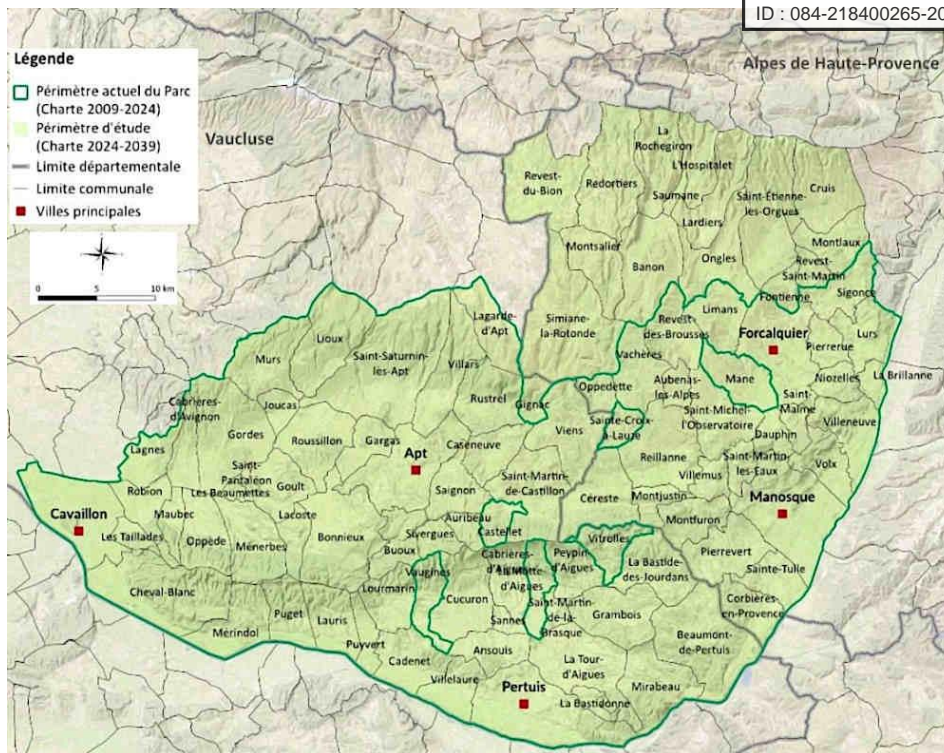 ID : 084-218400265-20
Légende
Périmètre actuel du Parc
(Charte 2009-2024)
Périmètre d'étude
(Charte 2024-2039)
Limite départementale
Limite communale
Villes principales
0 5 10 km
Alpes de Haute-Provence
Vaucluse
La
Rochegiron
L'Hospitalet
Revest-
du-Bion
Redortiers
Saumane
Saint-Étienne-
les-Orgues
Cruis
Lardiers
Montsalier
Montlaux
Banon
Ongles
Revest-
Saint-Martin
Fontienne
Sigonce
Simiane-
la-Rotonde
Revest-
des-Brousses
Limans
Forcalquier
Lurs
Pierrerue
Lagarde-
d'Apt
Lioux
Murs
Saint-Saturnin-
les-Apt
Villars
Vachères
La Brillanne
Niozelles
Mane
Rustrel
Gignac
Oppedette
Aubenas-
les-Alpes
Saint-
Maime
Cabrières-
d'Avignon
Joucas
Sainte-Croix
à-Lauze
Saint-Michel-
l'Observatoire
Villeneuve
Gordes
Roussillon
Gargas
Caseneuve
Viens
Dauphin
Lagnes
Apt
Reillanne
Saint-Martin-
les-Eaux
Volx
Saint-
Pantaléon
Villemus
Robion
Les Beaumettes
Goult
Saignon
Saint-Martin-
de-Castillon
Céreste
Montjustin
Manosque
Cavaillon
Maubec
Lacoste
Auribeau
Castellet
Montfuron
Les Taillades
Oppède
Ménerbes
Bonnieux
Sivergues
Buoux
Vitrolles
Cabrières-
d'Aigues
La Motte-
d'Aigues
Peypin
d'Aigues
La Bastide-
des-Jourdans
Pierrevert
Sainte-Tulle
Vaugines
Cheval-Blanc
Lourmarin
Cucuron
Saint-Martin-
de-la-
Brasque
Grambois
Corbières-
en-Provence
Puget
Lauris
Sannes
Mérindol
Puyvert
Ansouis
Beaumont-
de-Pertuis
Cadenet
La Tour-
d'Aigues
Villelaure
Pertuis
Mirabeau
La Bastidonne